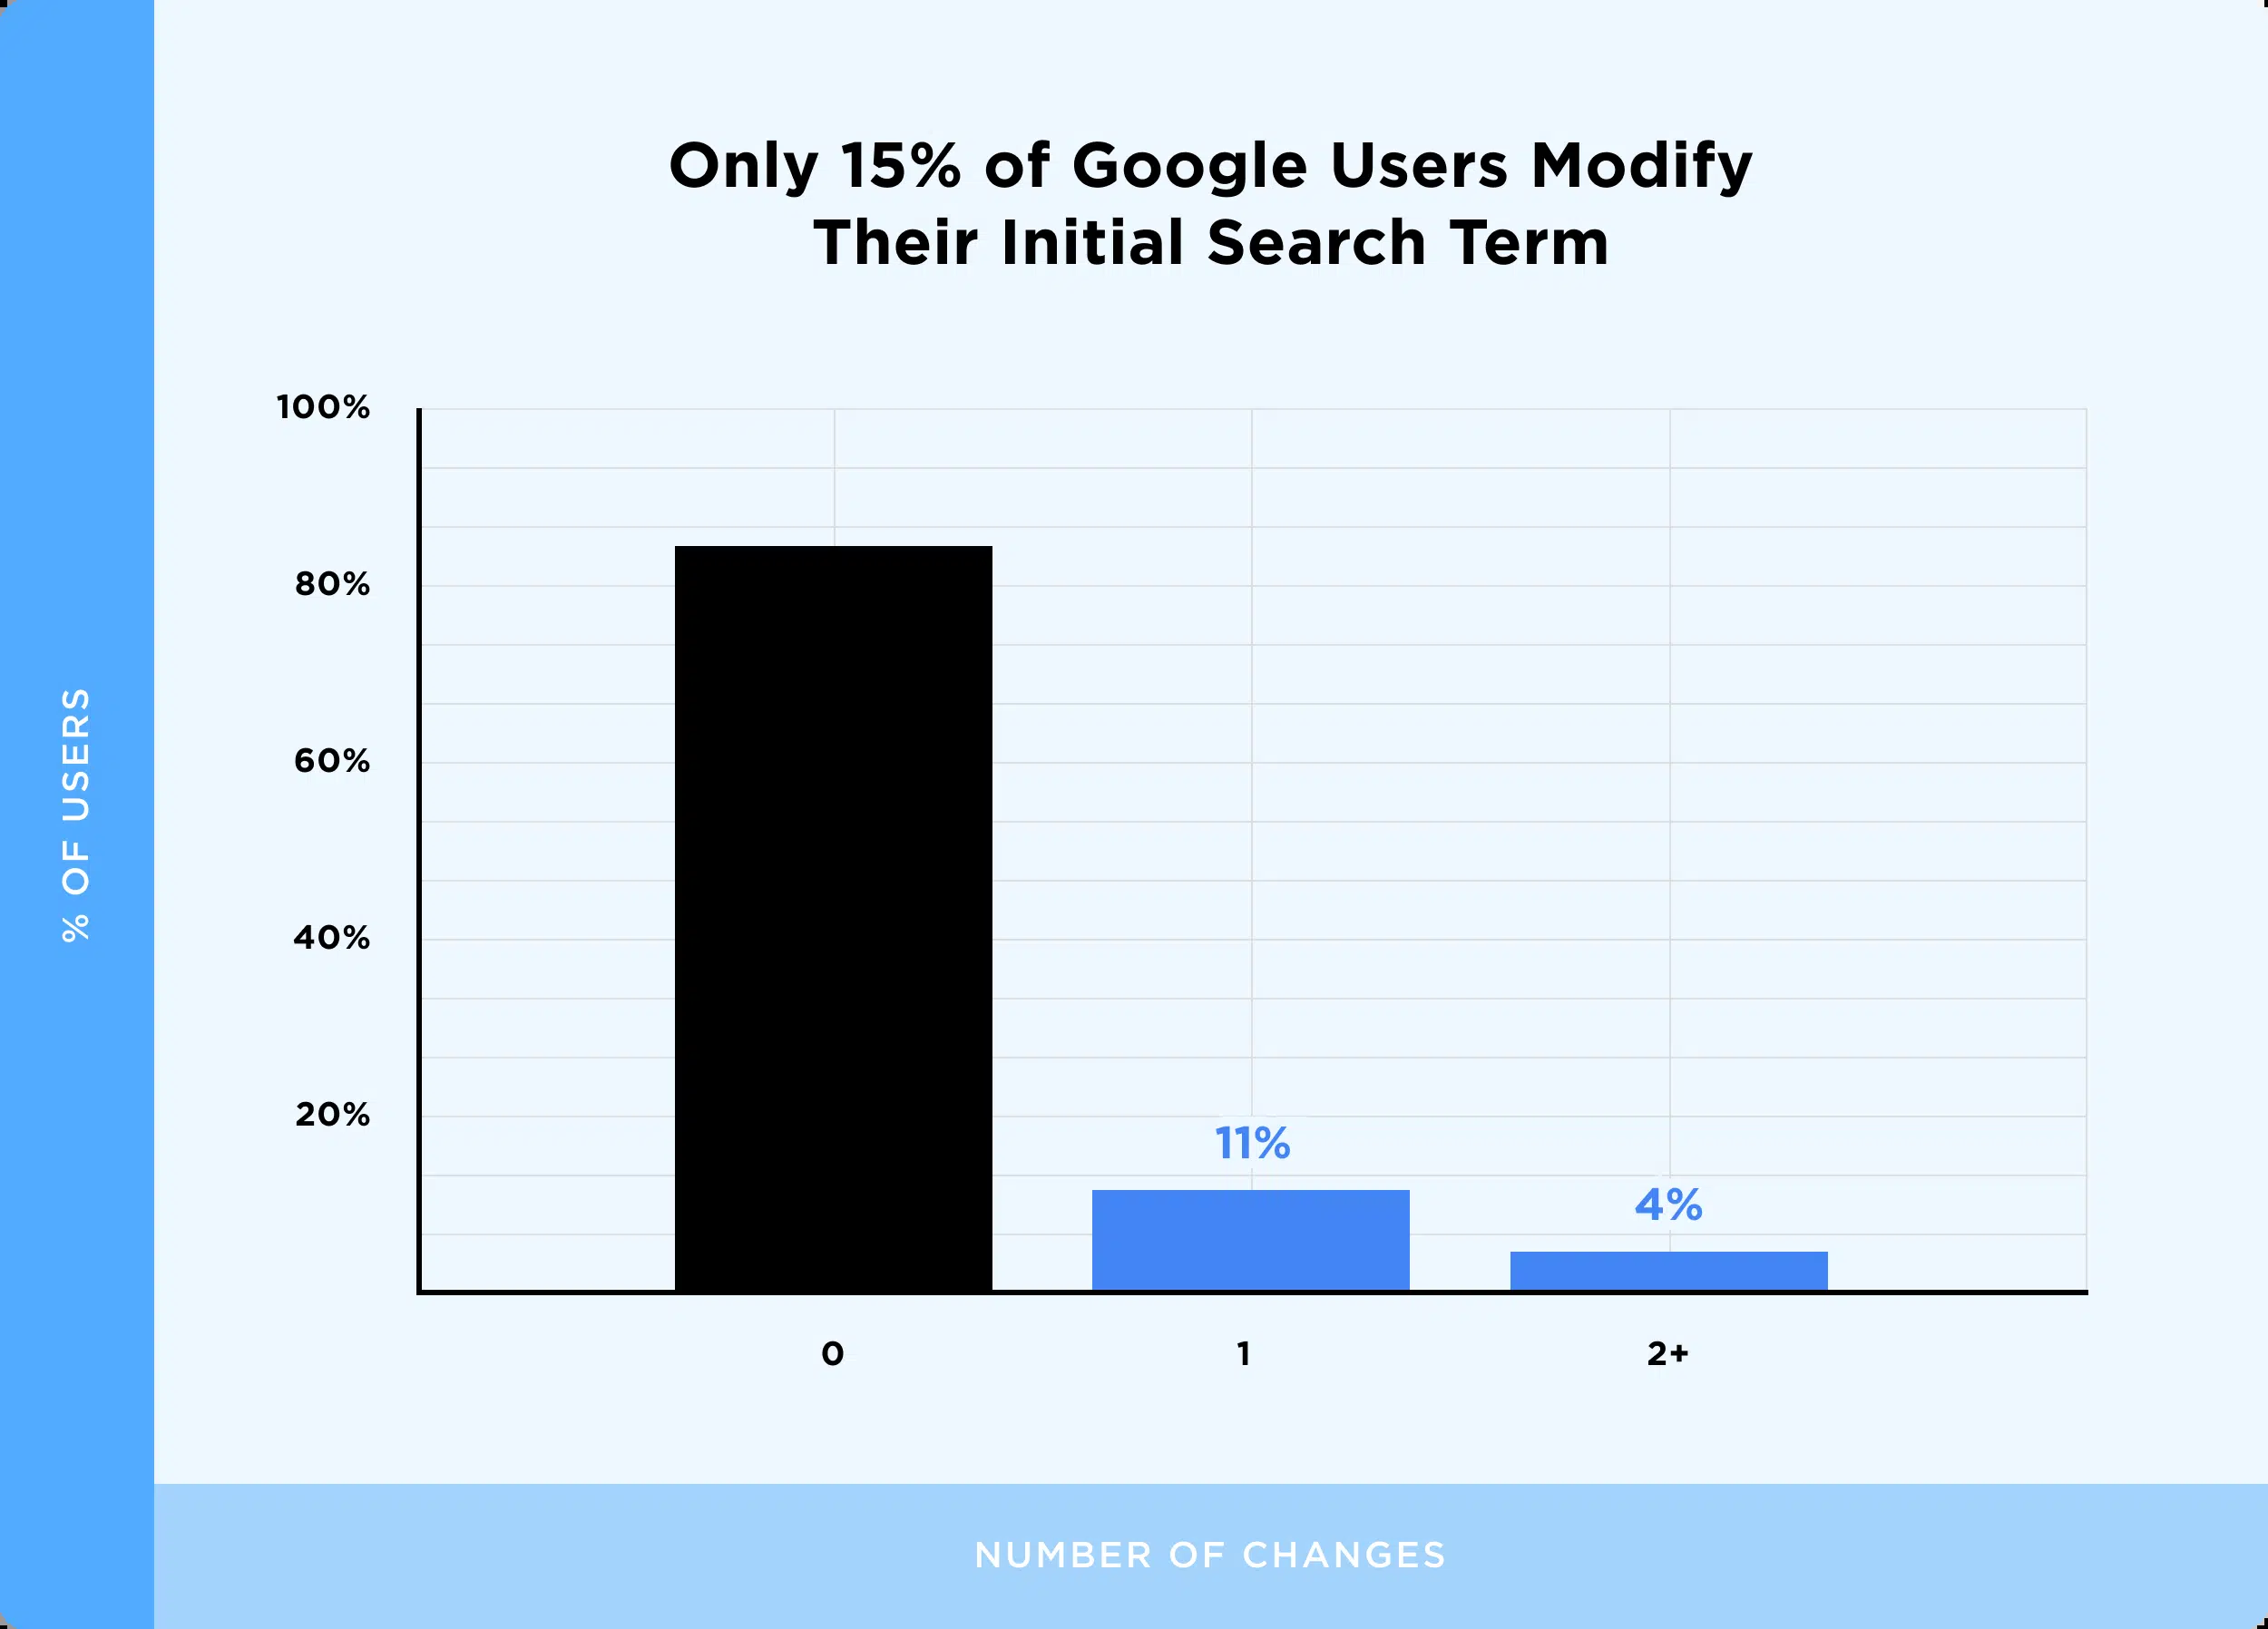 Only 15% of Google Users Modify
Their Initial Search Term
100%
80%
60%
40%
20%
11%
4%
0
1
2+
% OF USERS
NUMBER OF CHANGES